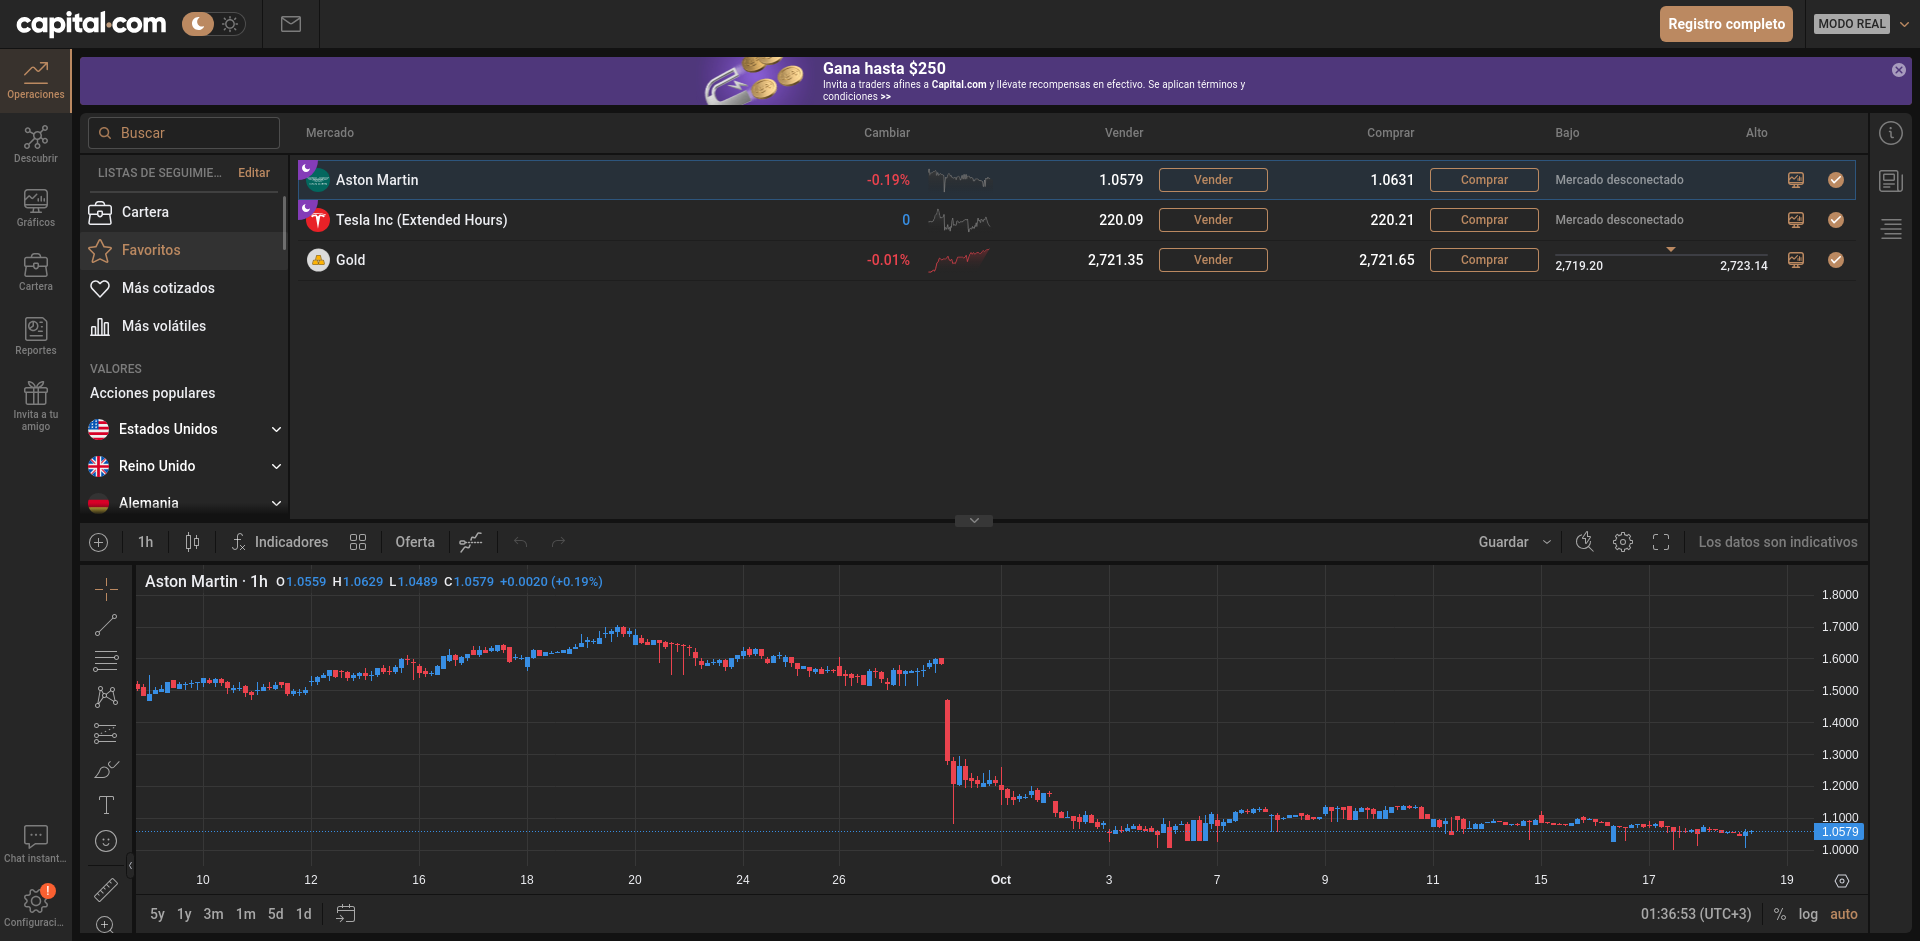 capital.com
Registro completo
MODO REAL
Operaciones
Descubrir
Gráficos
Cartera
Reportes
Invita a tu
amigo
Chat instant...
!
Configuraci...
Gana hasta $250
Invita a traders afines a Capital.com y llévate recompensas en efectivo. Se aplican términos y
condiciones >>
Buscar
LISTAS DE SEGUIMIE... Editar
Cartera
Favoritos
Más cotizados
Más volátiles
VALORES
Acciones populares
Estados Unidos
Reino Unido
Alemania
Mercado Cambiar Vender Comprar Bajo Alto
Aston Martin -0.19% 1.0579 Vender 1.0631 Comprar Mercado desconectado
Tesla Inc (Extended Hours) 0 220.09 Vender 220.21 Comprar Mercado desconectado
Gold -0.01% 2,721.35 Vender 2,721.65 Comprar 2,719.20 2,723.14
1h Indicadores Oferta Guardar Los datos son indicativos
Aston Martin · 1h O1.0559 H1.0629 L1.0489 C1.0579 +0.0020 (+0.19%)
1.8000
1.7000
1.6000
1.5000
1.4000
1.3000
1.2000
1.1000
1.0579
1.0000
10 12 16 18 20 24 26 Oct 3 7 9 11 15 17 19
5y 1y 3m 1m 5d 1d 01:36:53 (UTC+3) % log auto